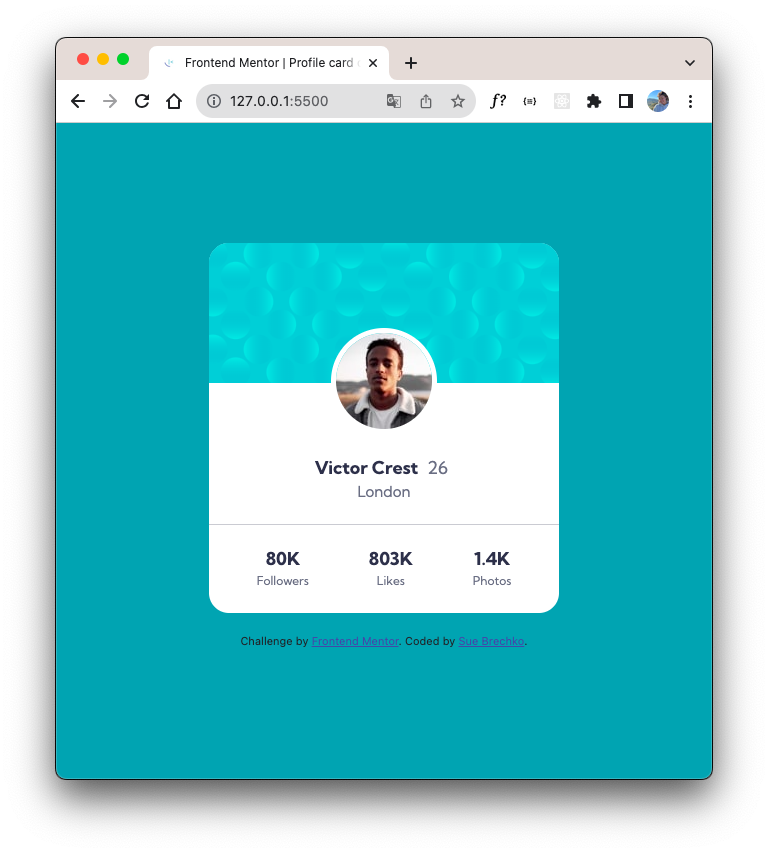 Frontend Mentor | Profile card
127.0.0.1:5500
f?
Victor Crest 26
London
80K 803K 1.4K
Followers Likes Photos
Challenge by Frontend Mentor. Coded by Sue Brechko.